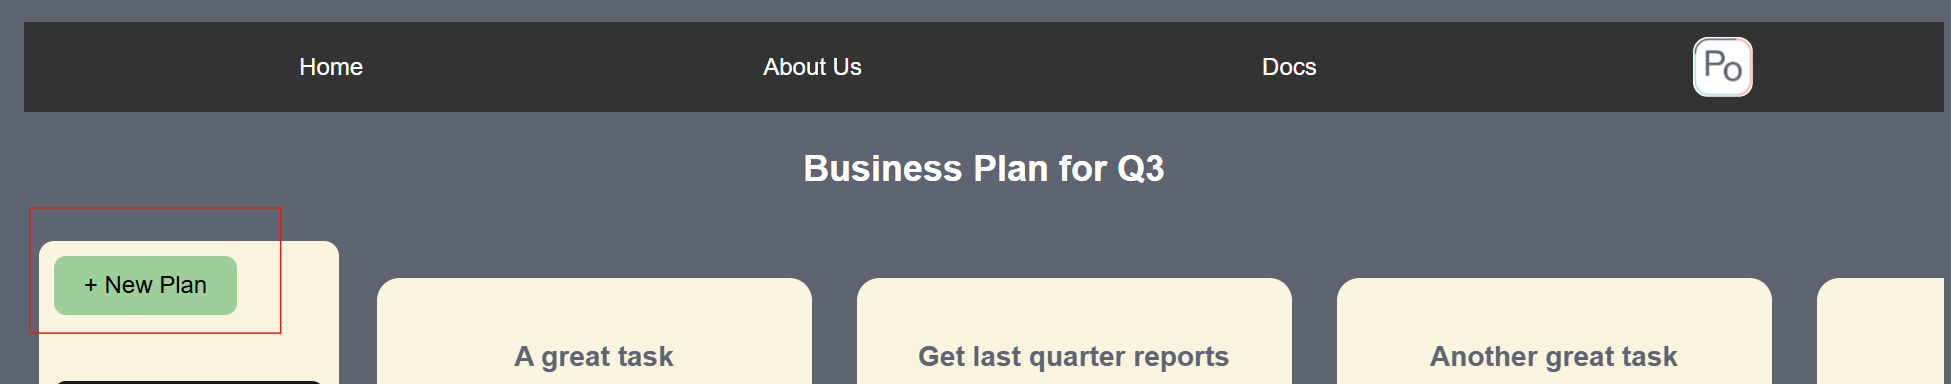 Home
About Us
Docs
Po
Business Plan for Q3
+ New Plan
A great task
Get last quarter reports
Another great task